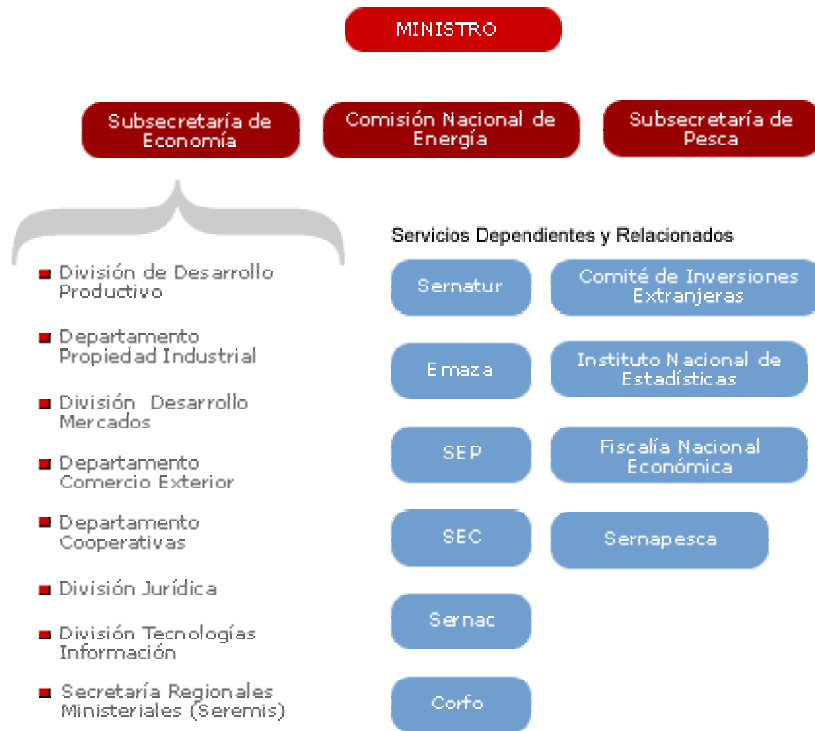 MINISTRO
Subsecretaría de
Economía
Comisión Nacional de
Energía
Subsecretaría de
Pesca
División de Desarrollo
Productivo
Departamento
Propiedad Industrial
División Desarrollo
Mercados
Departamento
Comercio Exterior
Departamento
Cooperativas
División Jurídica
División Tecnologías
Información
Secretaría Regionales
Ministeriales (Seremis)
Servicios Dependientes y Relacionados
Sernatur
Comité de Inversiones
Extranjeras
Emaza
Instituto Nacional de
Estadísticas
SEP
Fiscalía Nacional
Económica
SEC
Sernapesca
Sernac
Corfo